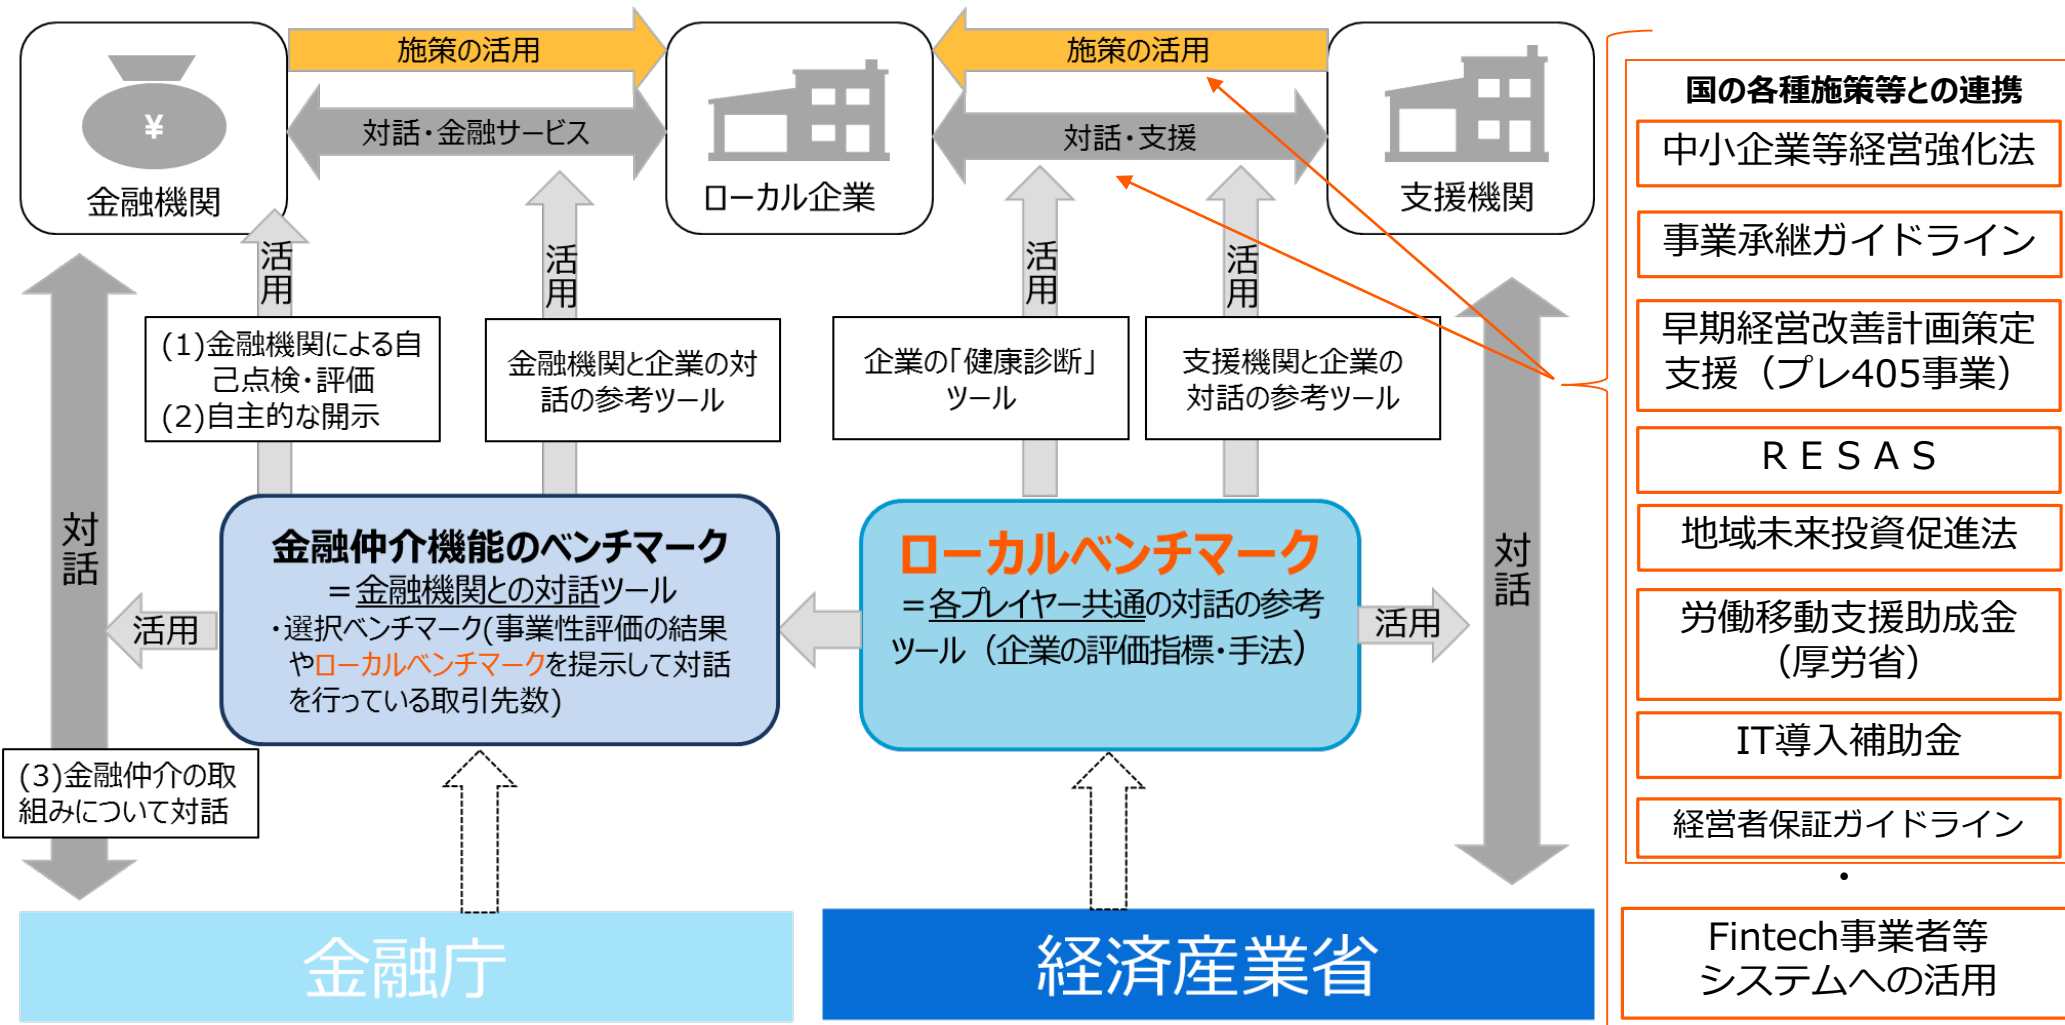 施策の活用
施策の活用
対話・金融サービス
対話・支援
¥
金融機関
ローカル企業
支援機関
活用
活用
活用
活用
(1)金融機関による自
己点検・評価
(2)自主的な開示
金融機関と企業の対
話の参考ツール
企業の「健康診断」
ツール
支援機関と企業の
対話の参考ツール
対話
対話
金融仲介機能のベンチマーク
＝金融機関との対話ツール
・選択ベンチマーク(事業性評価の結果
やローカルベンチマークを提示して対話
を行っている取引先数)
ローカルベンチマーク
＝各プレイヤー共通の対話の参考
ツール（企業の評価指標・手法）
活用
活用
(3)金融仲介の取
組みについて対話
金融庁
経済産業省
国の各種施策等との連携
中小企業等経営強化法
事業承継ガイドライン
早期経営改善計画策定
支援（プレ405事業）
ＲＥＳＡＳ
地域未来投資促進法
労働移動支援助成金
（厚労省）
IT導入補助金
経営者保証ガイドライン
・
Fintech事業者等
システムへの活用